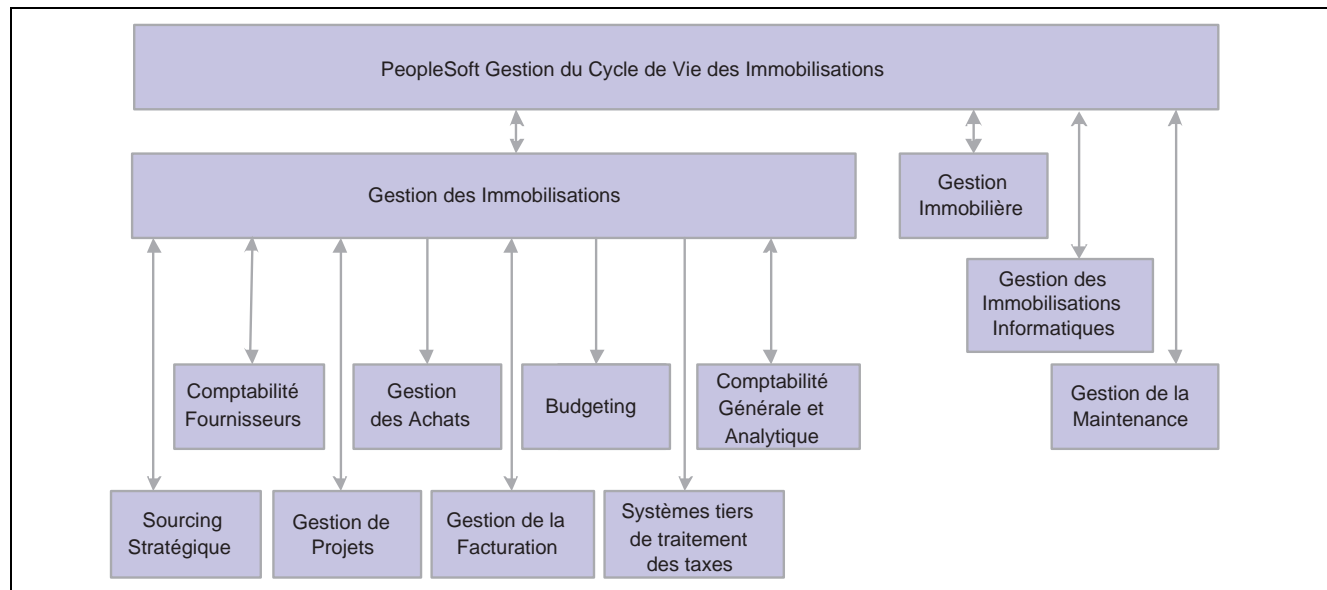 PeopleSoft Gestion du Cycle de Vie des Immobilisations
Gestion des Immobilisations
Gestion
Immobilière
Gestion des
Immobilisations
Informatiques
Comptabilité
Fournisseurs
Gestion
des Achats
Budgeting
Comptabilité
Générale et
Analytique
Gestion de la
Maintenance
Sourcing
Stratégique
Gestion de
Projets
Gestion de la
Facturation
Systèmes tiers
de traitement
des taxes